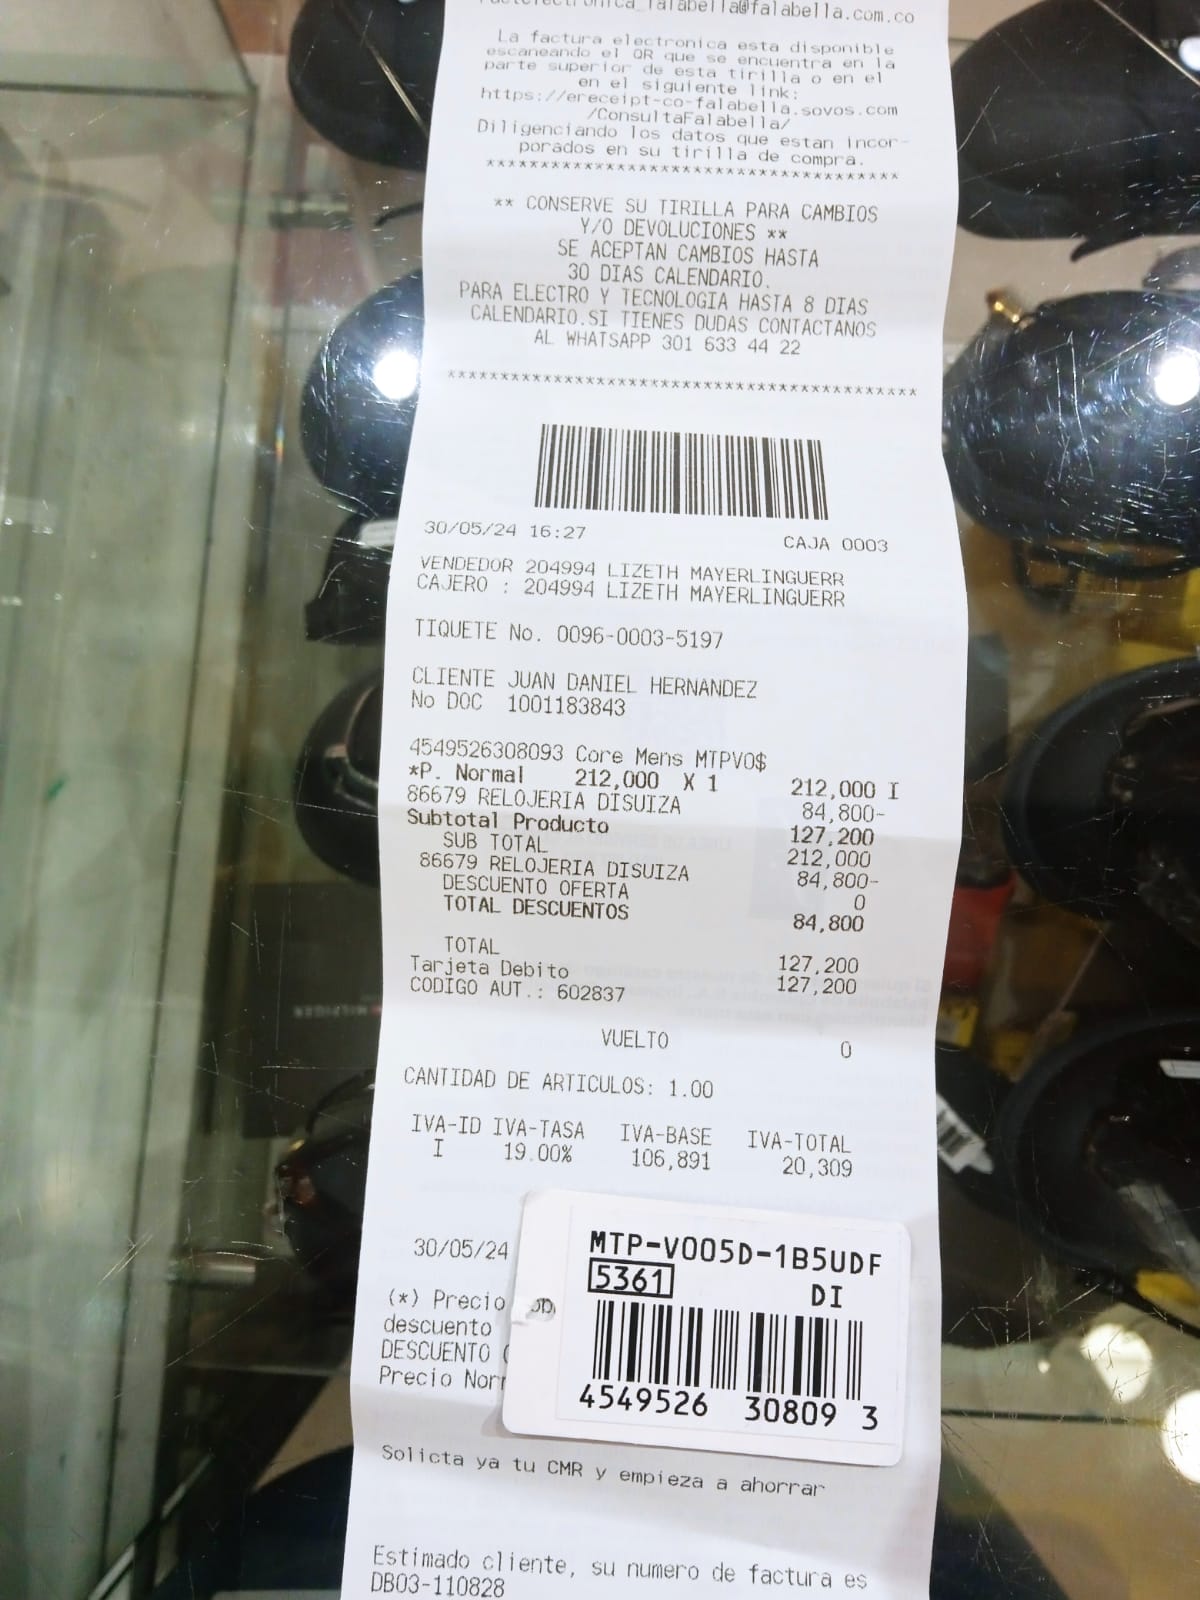 factelectronica_falabella@falabella.com.co
La factura electronica esta disponible
escaneando el QR que se encuentra en la
parte superior de esta tirilla o en el
en el siguiente link:
https://ereceipt-co-falabella.sovos.com
/ConsultaFalabella/
Diligenciando los datos que estan incor-
porados en su tirilla de compra.
****************************************
** CONSERVE SU TIRILLA PARA CAMBIOS
Y/O DEVOLUCIONES **
SE ACEPTAN CAMBIOS HASTA
30 DIAS CALENDARIO.
PARA ELECTRO Y TECNOLOGIA HASTA 8 DIAS
CALENDARIO.SI TIENES DUDAS CONTACTANOS
AL WHATSAPP 301 633 44 22
********************************************
30/05/24 16:27 CAJA 0003
VENDEDOR 204994 LIZETH MAYERLINGUERR
CAJERO : 204994 LIZETH MAYERLINGUERR
TIQUETE No. 0096-0003-5197
CLIENTE JUAN DANIEL HERNANDEZ
No DOC 1001183843
4549526308093 Core Mens MTPV0$
*P. Normal 212,000 X 1 212,000 I
86679 RELOJERIA DISUIZA 84,800-
Subtotal Producto 127,200
SUB TOTAL 212,000
86679 RELOJERIA DISUIZA 84,800-
DESCUENTO OFERTA 0
TOTAL DESCUENTOS 84,800
TOTAL 127,200
Tarjeta Debito 127,200
CODIGO AUT.: 602837
VUELTO 0
CANTIDAD DE ARTICULOS: 1.00
IVA-ID IVA-TASA IVA-BASE IVA-TOTAL
I 19.00% 106,891 20,309
30/05/24
(*) Precio
descuento
DESCUENTO
Precio
MTP-V005D-1B5UDF
5361 DI
4549526 30809 3
Solicta ya tu CMR y empieza a ahorrar
Estimado cliente, su numero de factura es
DB03-110828